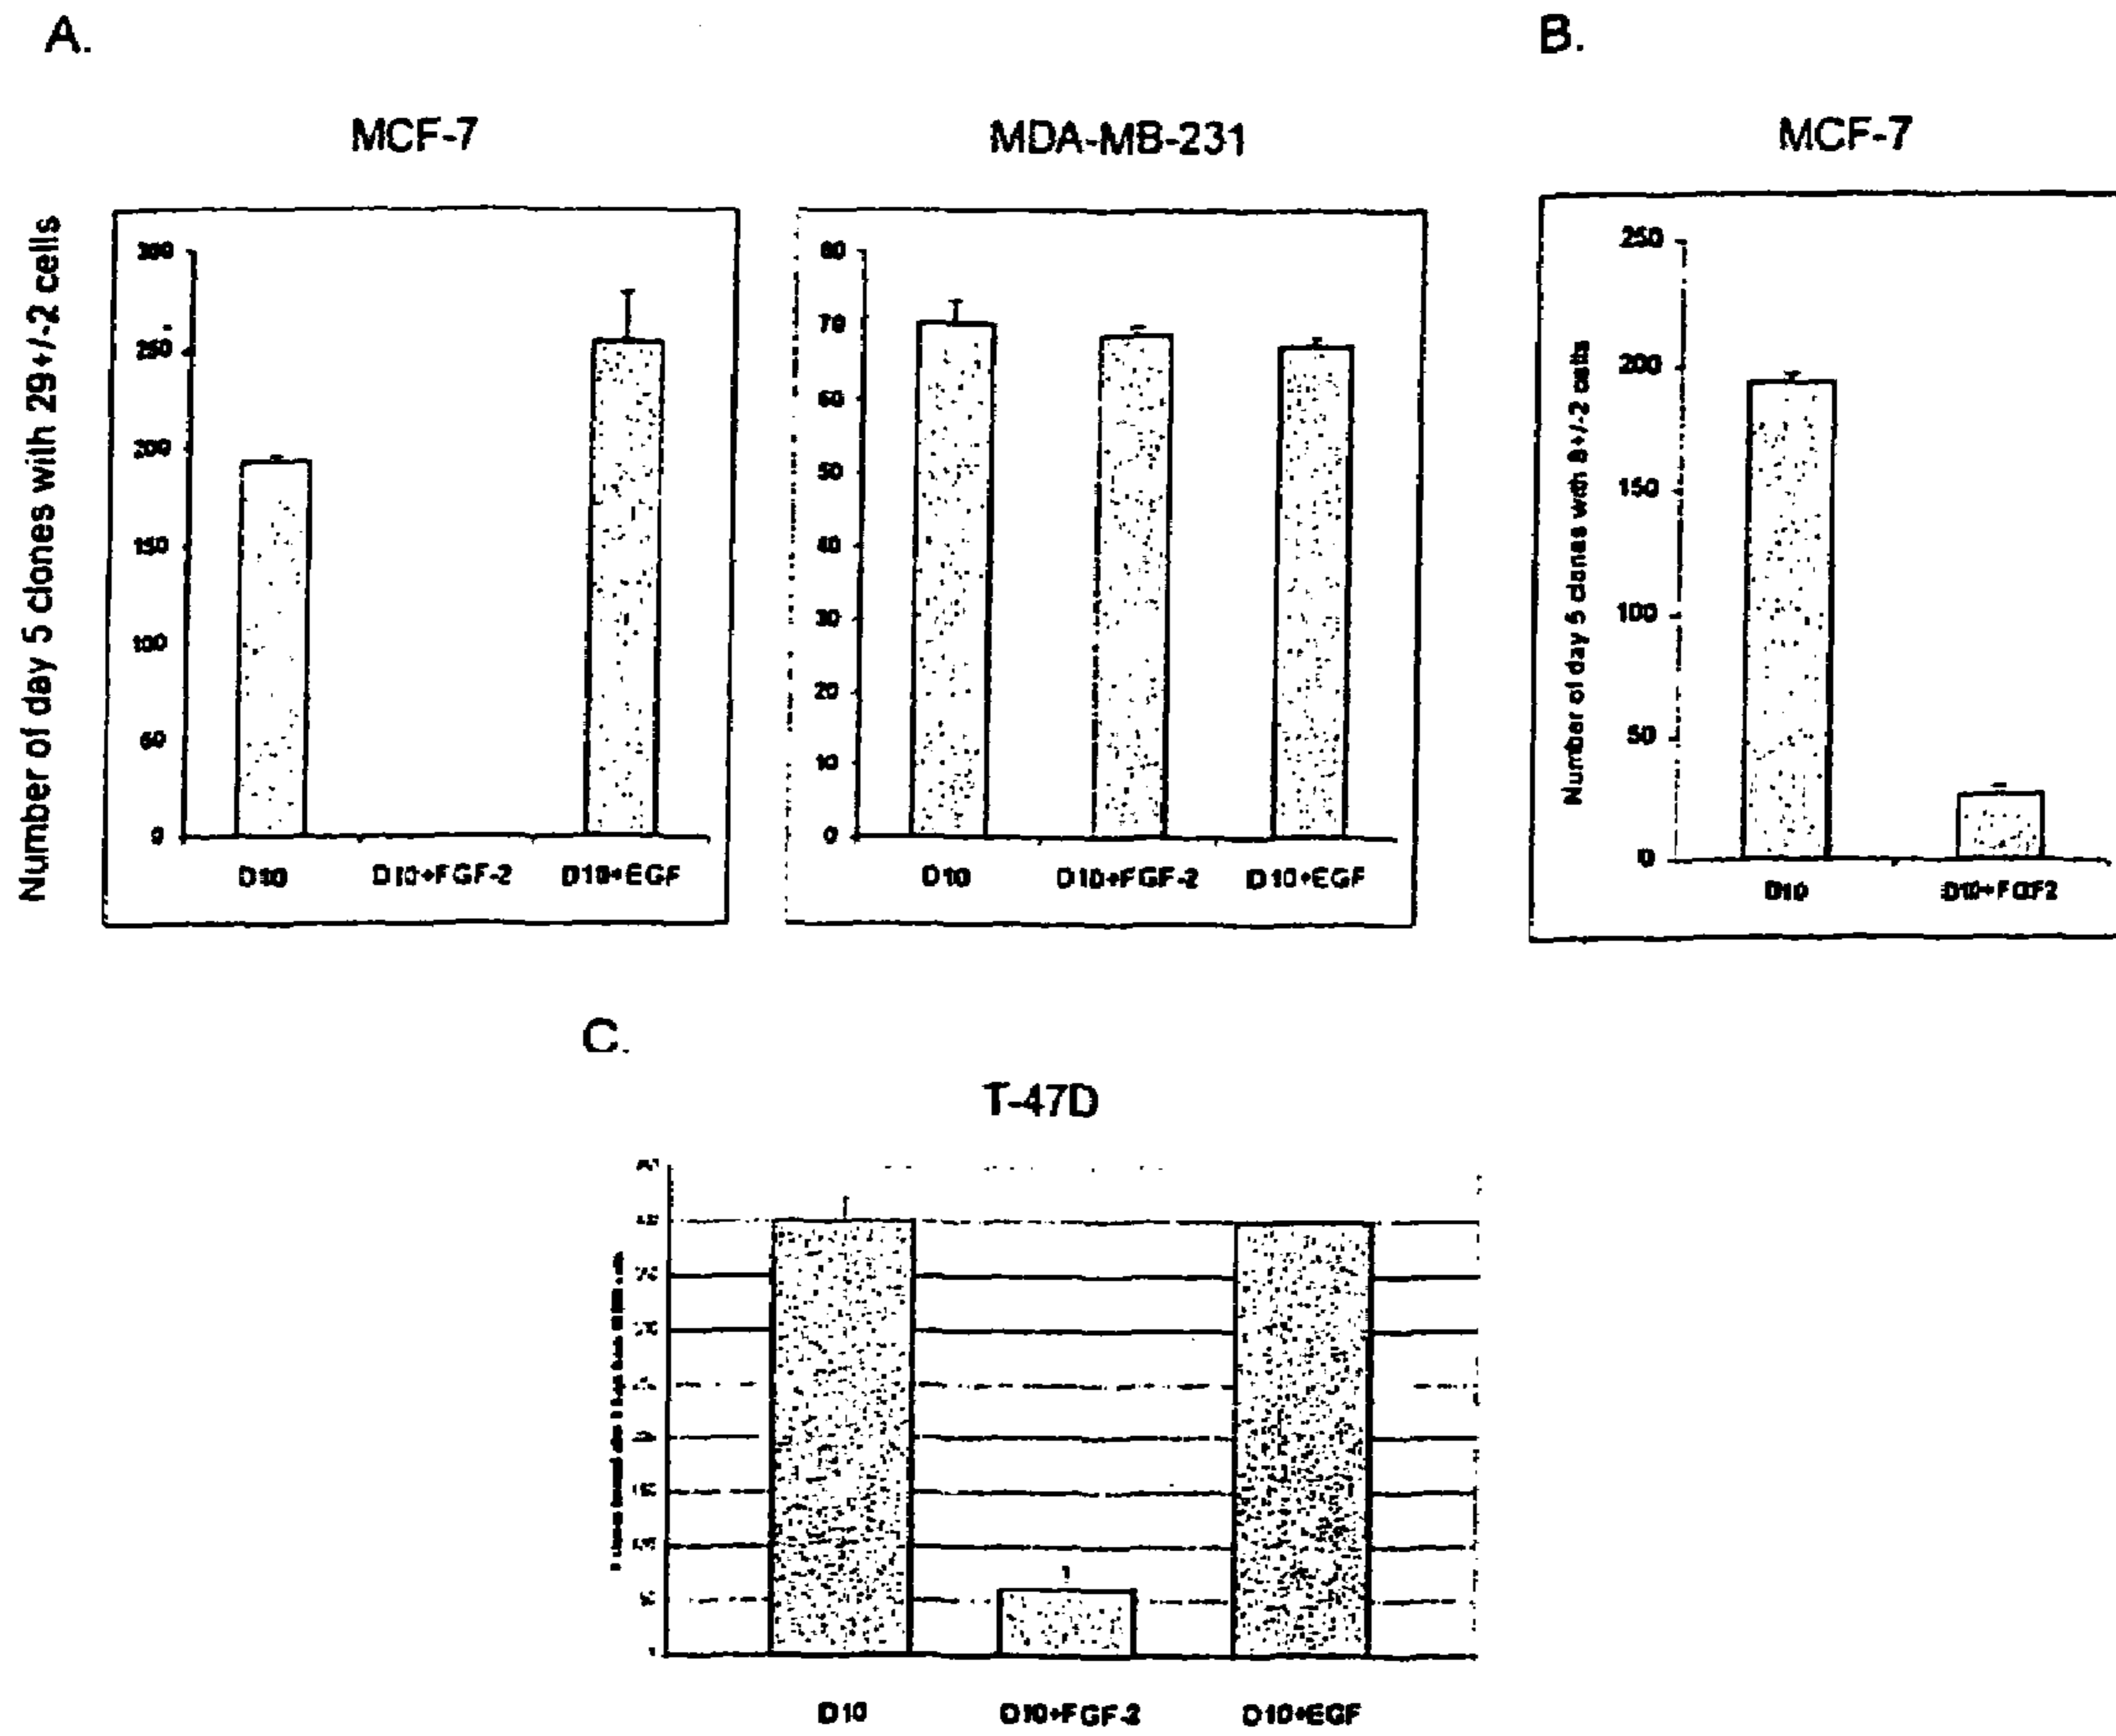 A.
B.
MCF-7
MDA-MB-231
MCF-7
Number of day 5 clones with 29+/-2 cells
300
250
200
150
100
50
0
D10
D10+FGF-2
D10+EGF
80
70
60
50
40
30
20
10
0
D10
D10+FGF-2
D10+EGF
Number of day 5 clones with 8+/-2 cells
250
200
150
100
50
0
D10
D10+FGF2
C.
T-47D
D10
D10+FGF-2
D10+EGF